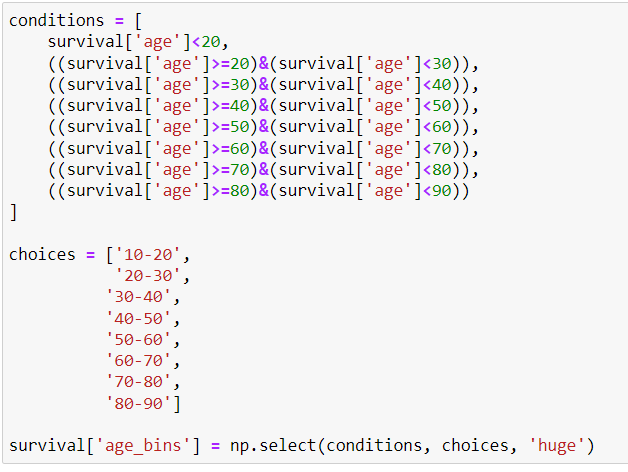 conditions = [
    survival['age']<20,
    ((survival['age']>=20)&(survival['age']<30)),
    ((survival['age']>=30)&(survival['age']<40)),
    ((survival['age']>=40)&(survival['age']<50)),
    ((survival['age']>=50)&(survival['age']<60)),
    ((survival['age']>=60)&(survival['age']<70)),
    ((survival['age']>=70)&(survival['age']<80)),
    ((survival['age']>=80)&(survival['age']<90))
]
choices = ['10-20',
           '20-30',
          '30-40',
          '40-50',
          '50-60',
          '60-70',
          '70-80',
          '80-90']
survival['age_bins'] = np.select(conditions, choices, 'huge')